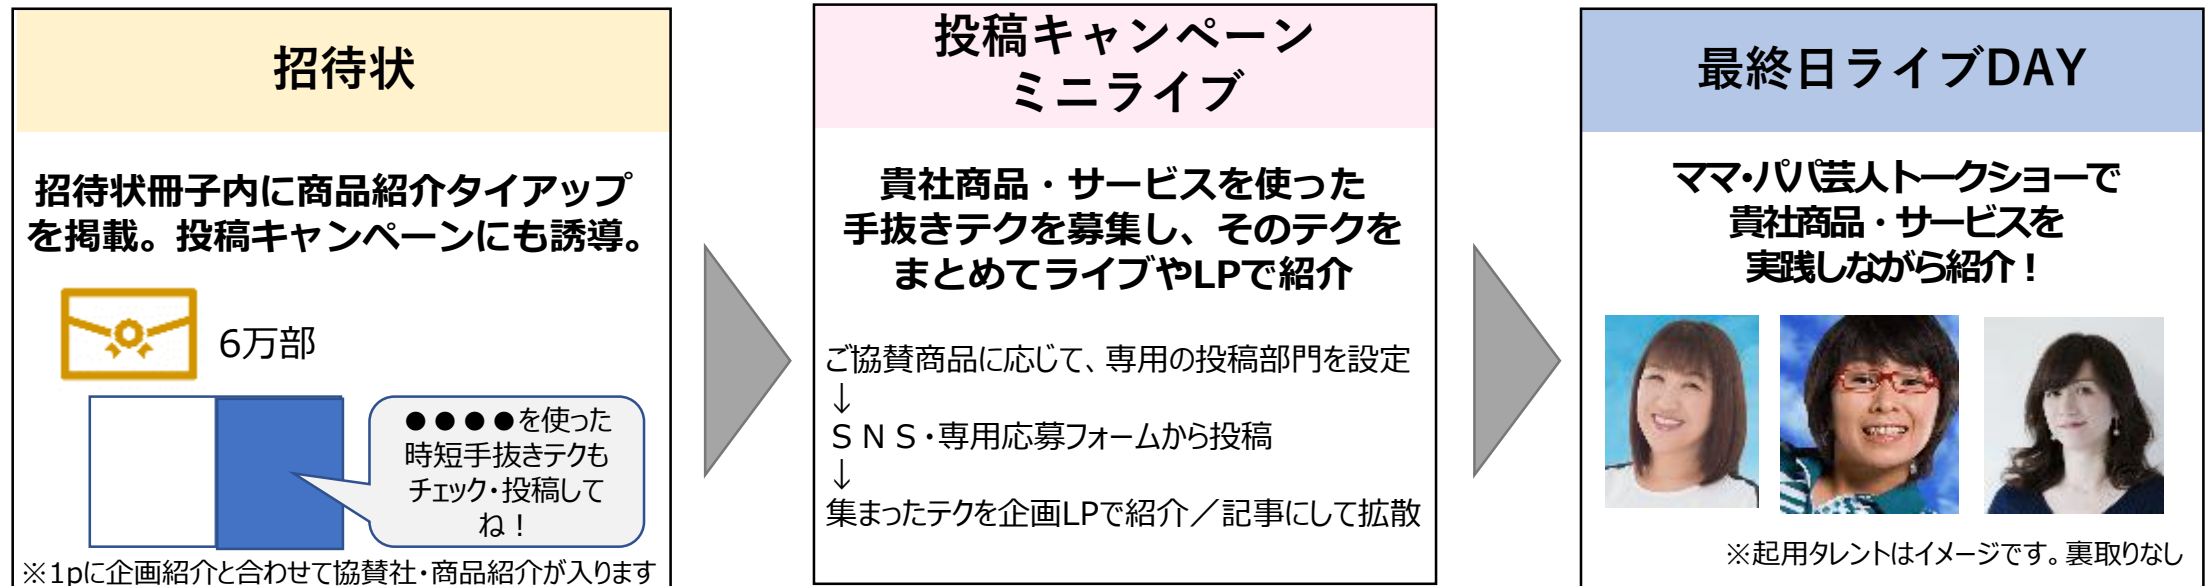 招待状
招待状冊子内に商品紹介タイアップ
を掲載。投稿キャンペーンにも誘導。
6万部
●●●●を使った
時短手抜きテクも
チェック・投稿して
ね！
※1pに企画紹介と合わせて協賛社・商品紹介が入ります
投稿キャンペーン
ミニライブ
貴社商品・サービスを使った
手抜きテクを募集し、そのテクを
まとめてライブやLPで紹介
ご協賛商品に応じて、専用の投稿部門を設定
↓
ＳＮＳ・専用応募フォームから投稿
↓
集まったテクを企画LPで紹介／記事にして拡散
最終日ライブDAY
ママ・パパ芸人トークショーで
貴社商品・サービスを
実践しながら紹介！
※起用タレントはイメージです。裏取りなし